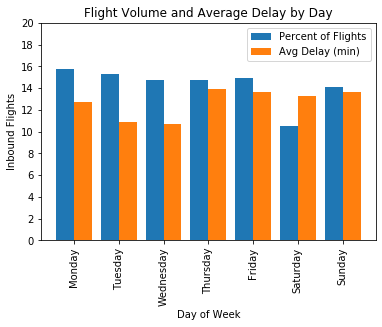 Flight Volume and Average Delay by Day
Percent of Flights
Avg Delay (min)
20
18
16
14
12
10
8
6
4
2
0
Inbound Flights
Monday
Tuesday
Wednesday
Thursday
Friday
Saturday
Sunday
Day of Week